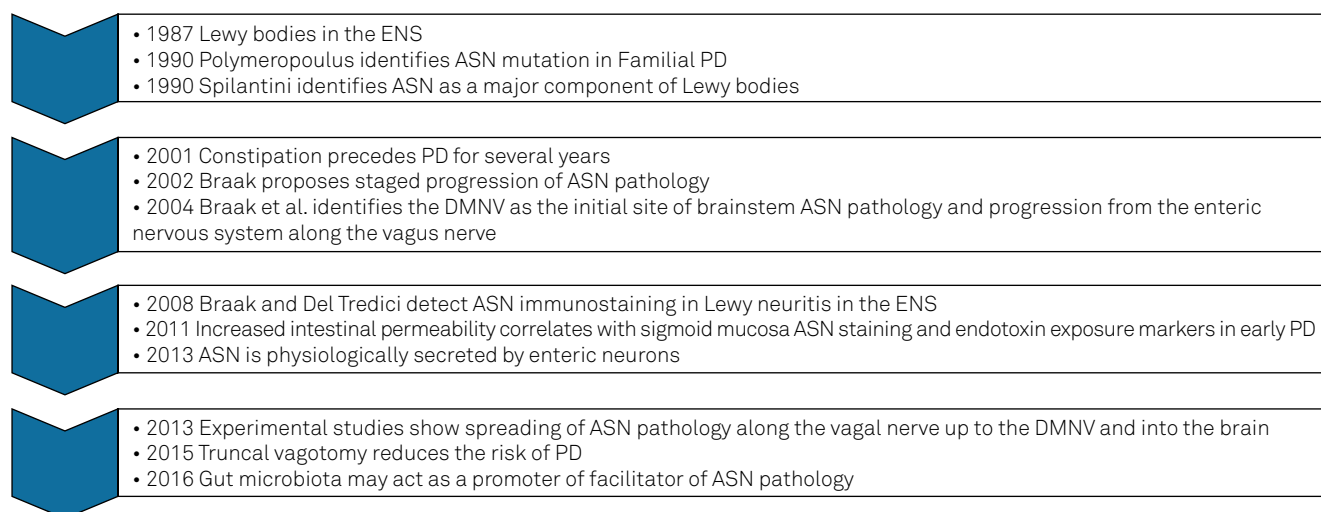 • 1987 Lewy bodies in the ENS
• 1990 Polymeropoulus identifies ASN mutation in Familial PD
• 1990 Spilantini identifies ASN as a major component of Lewy bodies
• 2001 Constipation precedes PD for several years
• 2002 Braak proposes staged progression of ASN pathology
• 2004 Braak et al. identifies the DMNV as the initial site of brainstem ASN pathology and progression from the enteric
nervous system along the vagus nerve
• 2008 Braak and Del Tredici detect ASN immunostaining in Lewy neuritis in the ENS
• 2011 Increased intestinal permeability correlates with sigmoid mucosa ASN staining and endotoxin exposure markers in early PD
• 2013 ASN is physiologically secreted by enteric neurons
• 2013 Experimental studies show spreading of ASN pathology along the vagal nerve up to the DMNV and into the brain
• 2015 Truncal vagotomy reduces the risk of PD
• 2016 Gut microbiota may act as a promoter of facilitator of ASN pathology